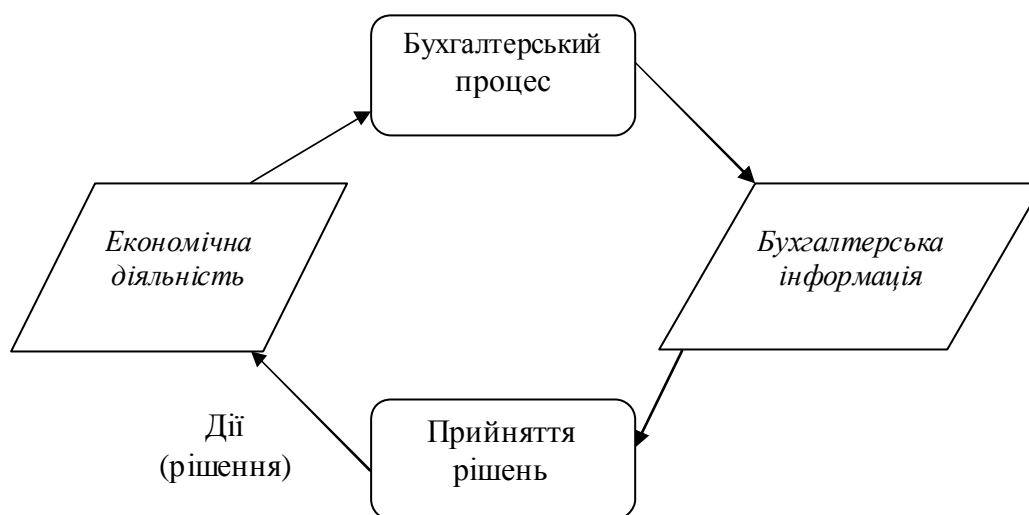 Бухгалтерський
процес
Економічна
діяльність
Бухгалтерська
інформація
Дії
(рішення)
Прийняття
рішень